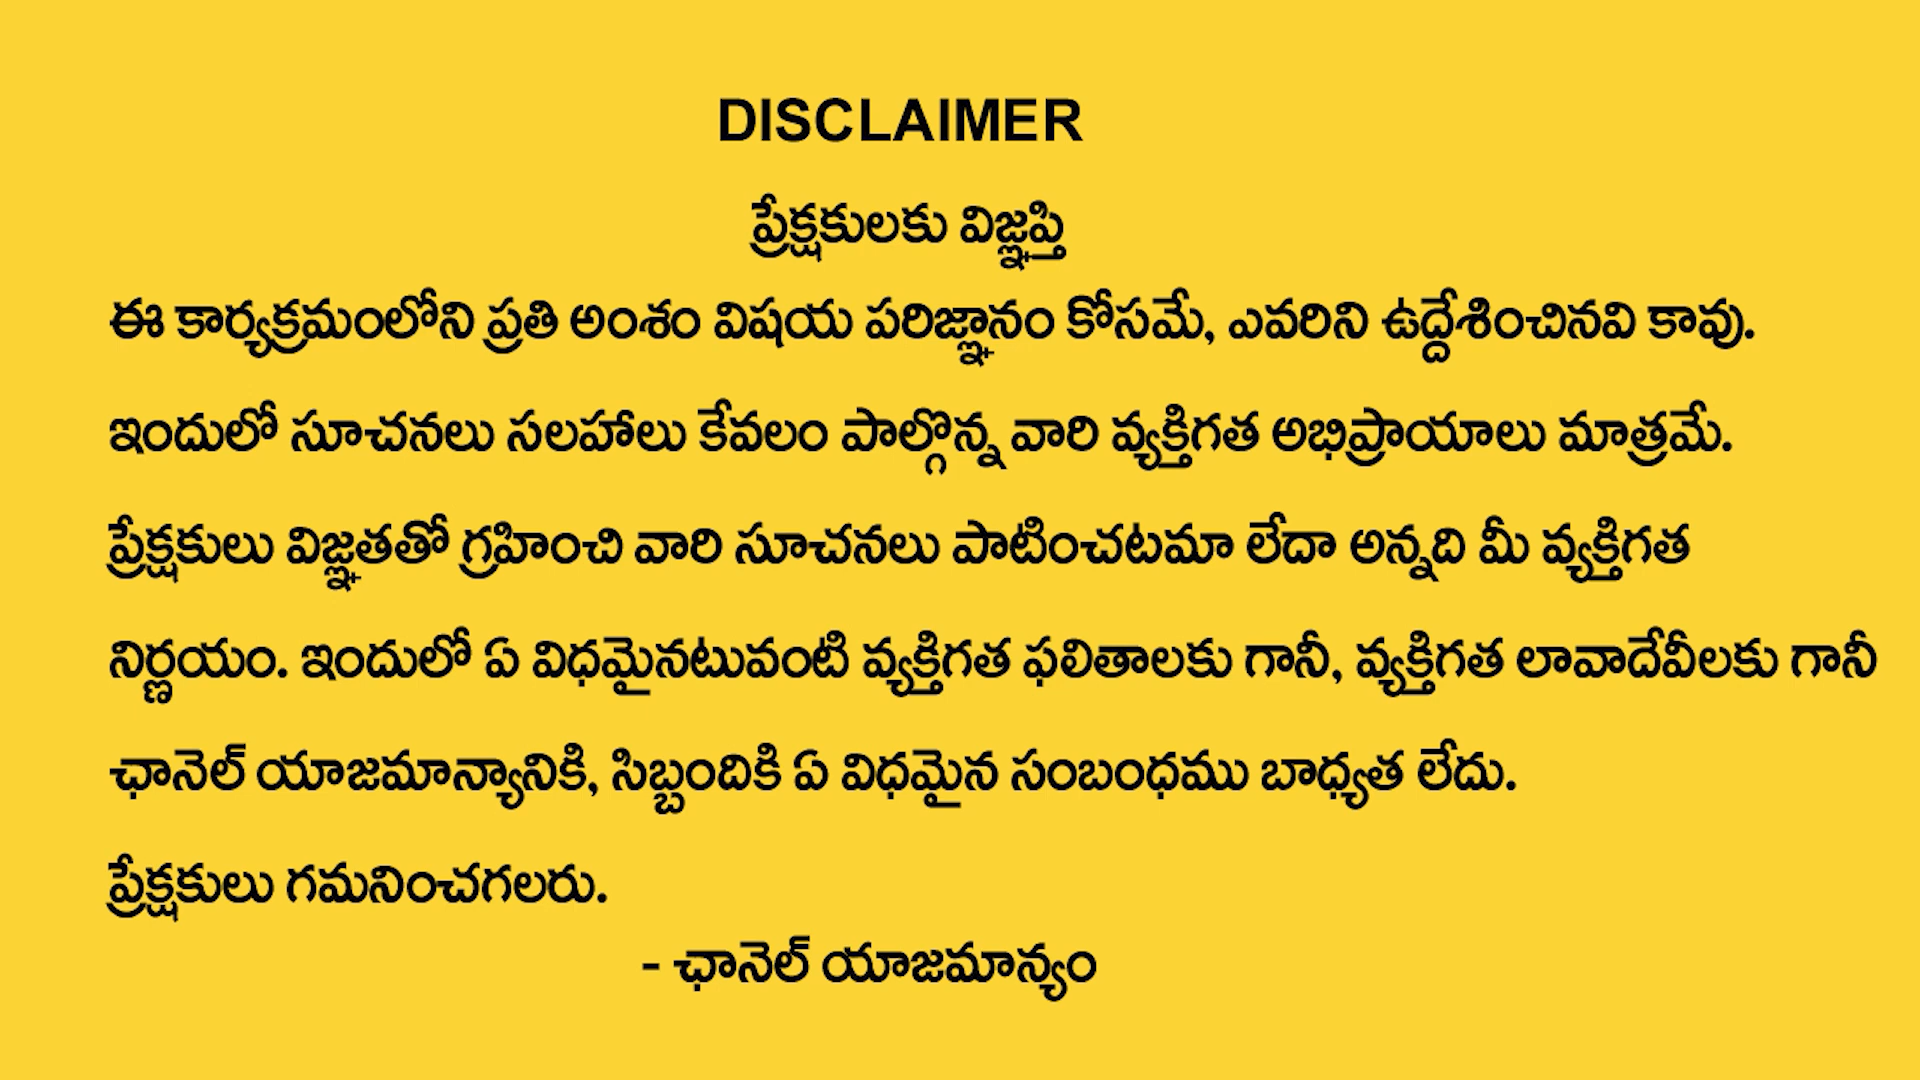 DISCLAIMER
ప్రేక్షకులకు విజ్ఞప్తి
ఈ కార్యక్రమంలోని ప్రతి అంశం విషయ పరిజ్ఞానం కోసమే, ఎవరిని ఉద్దేశించినవి కావు.
ఇందులో సూచనలు సలహాలు కేవలం పాల్గొన్న వారి వ్యక్తిగత అభిప్రాయాలు మాత్రమే.
ప్రేక్షకులు విజ్ఞతతో గ్రహించి వారి సూచనలు పాటించటమా లేదా అన్నది మీ వ్యక్తిగత
నిర్ణయం. ఇందులో ఏ విధమైనటువంటి వ్యక్తిగత ఫలితాలకు గానీ, వ్యక్తిగత లావాదేవీలకు గానీ
ఛానెల్ యాజమాన్యానికి, సిబ్బందికి ఏ విధమైన సంబంధము బాధ్యత లేదు.
ప్రేక్షకులు గమనించగలరు.
- ఛానెల్ యాజమాన్యం